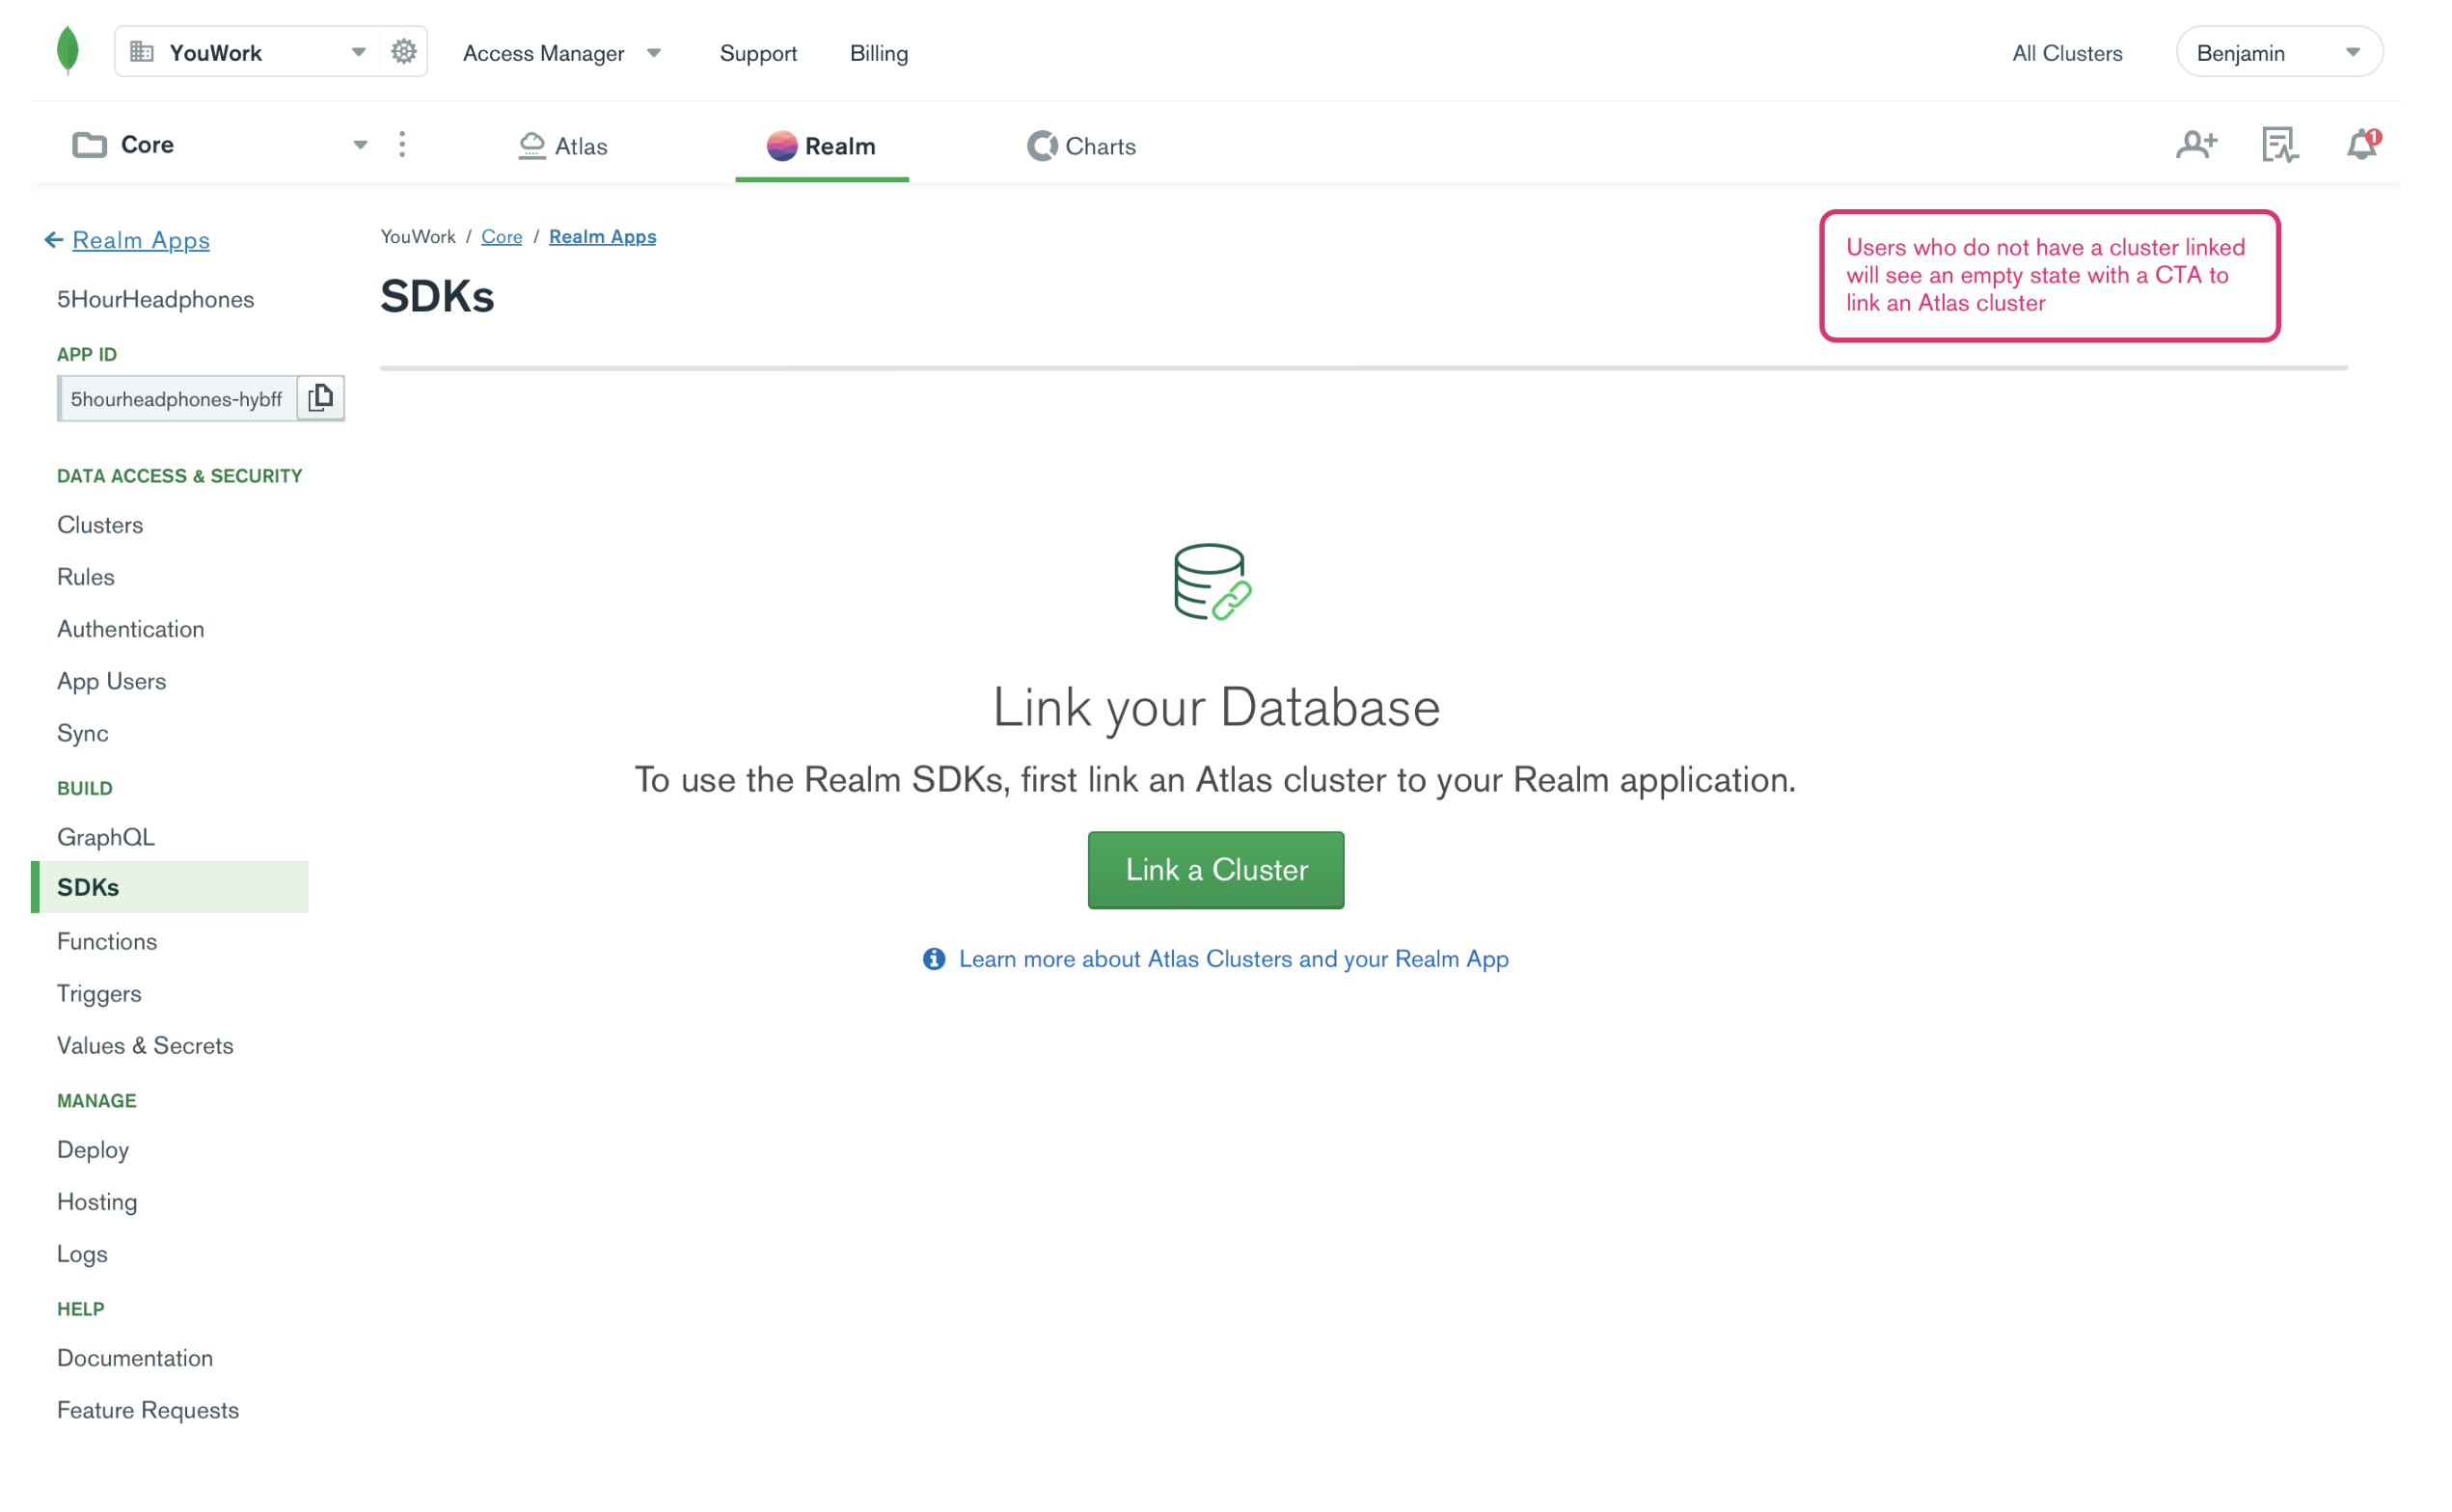 YouWork
Access Manager
Support
Billing
All Clusters
Benjamin
Core
Atlas
Realm
Charts
1
Realm Apps
5HourHeadphones
APP ID
5hourheadphones-hybff
DATA ACCESS & SECURITY
Clusters
Rules
Authentication
App Users
Sync
BUILD
GraphQL
SDKs
Functions
Triggers
Values & Secrets
MANAGE
Deploy
Hosting
Logs
HELP
Documentation
Feature Requests
YouWork / Core / Realm Apps
SDKs
Users who do not have a cluster linked
will see an empty state with a CTA to
link an Atlas cluster
Link your Database
To use the Realm SDKs, first link an Atlas cluster to your Realm application.
Link a Cluster
Learn more about Atlas Clusters and your Realm App